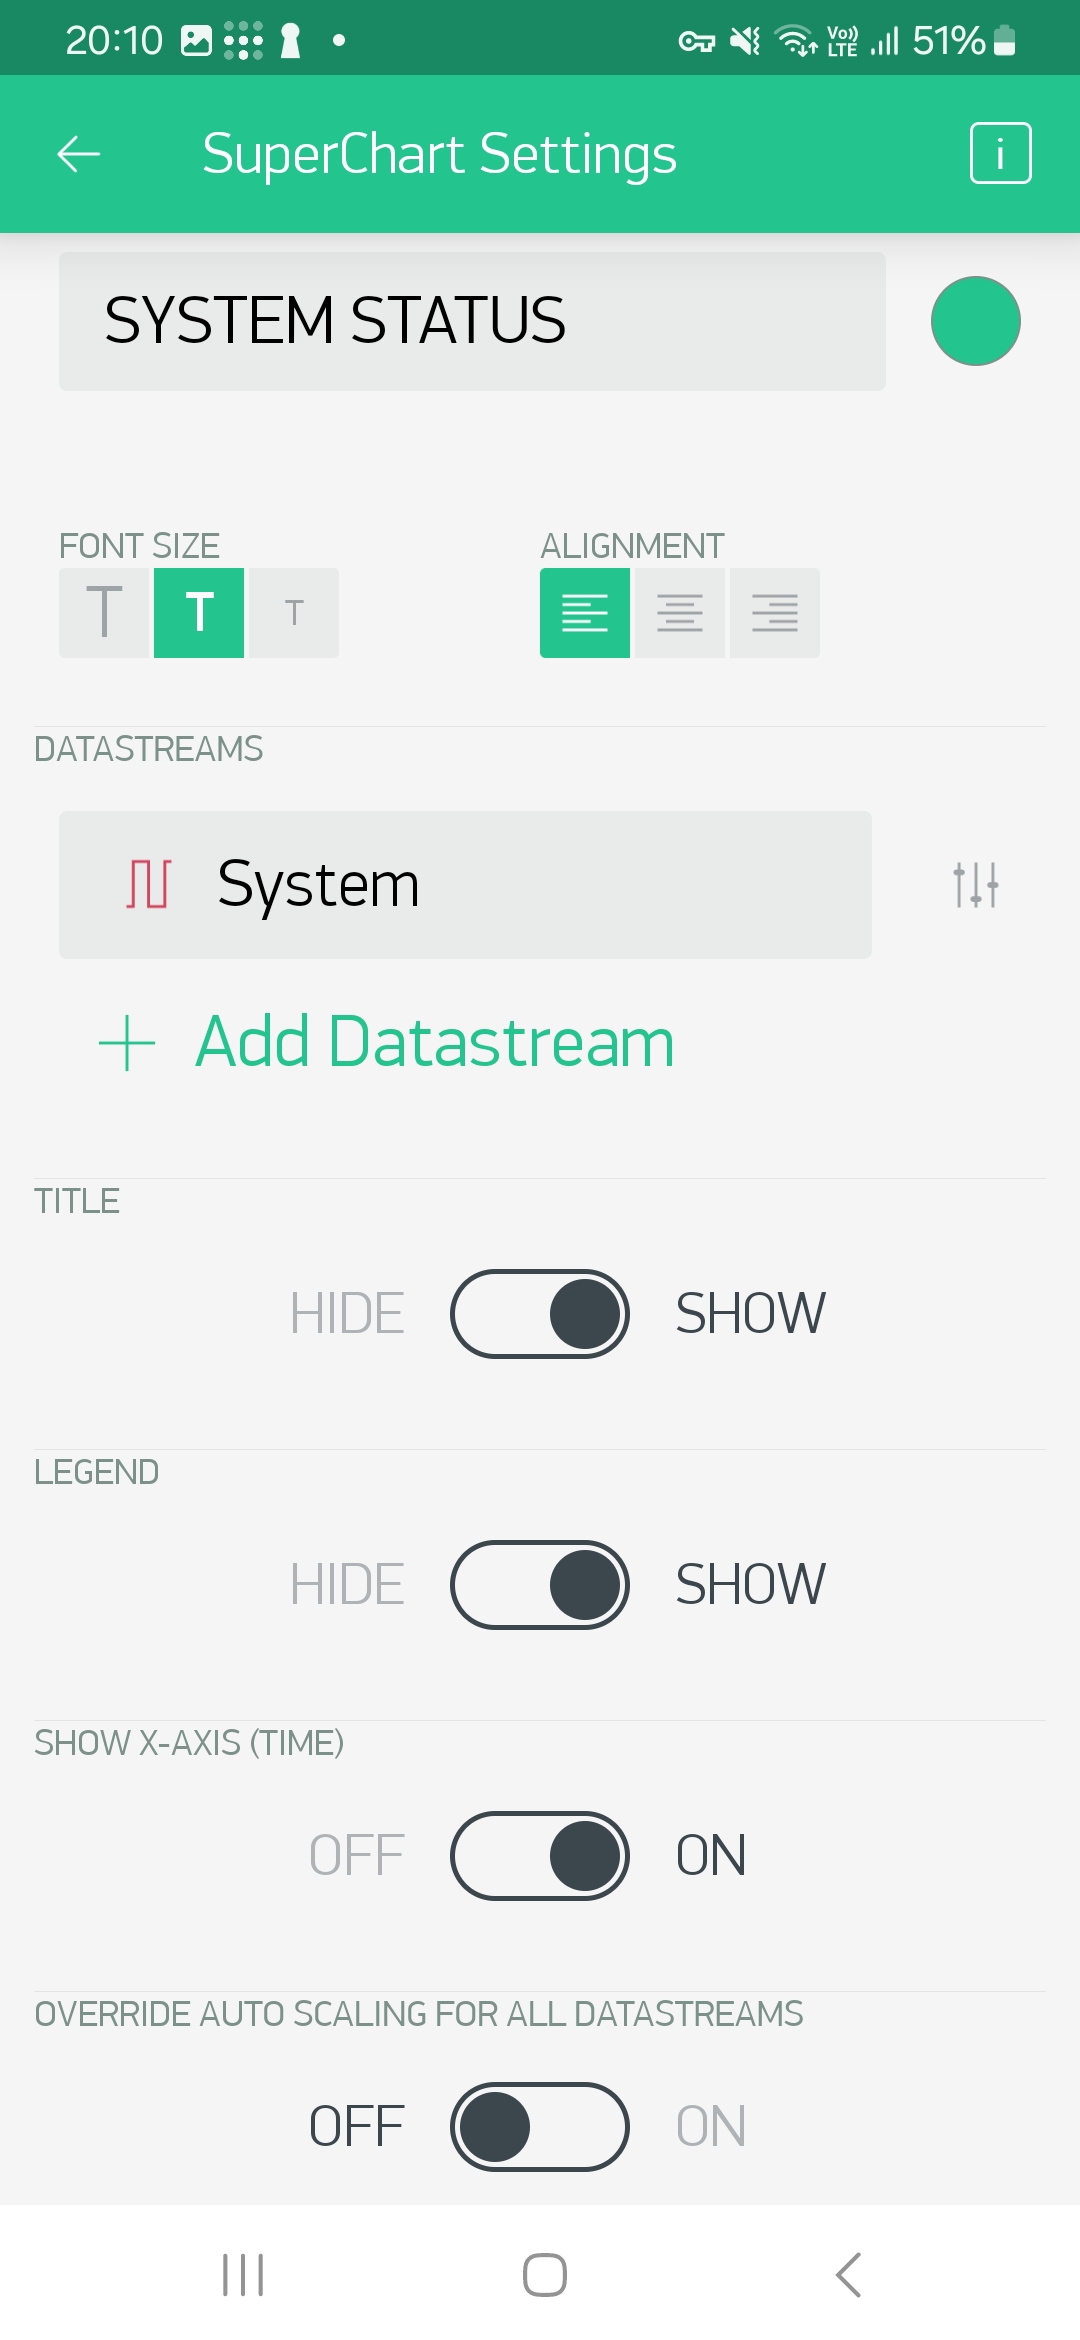 20:10 Vo)) LTE 51%
SuperChart Settings i
SYSTEM STATUS
FONT SIZE ALIGNMENT
T T T
DATASTREAMS
System
Add Datastream
TITLE
HIDE SHOW
LEGEND
HIDE SHOW
SHOW X-AXIS (TIME)
OFF ON
OVERRIDE AUTO SCALING FOR ALL DATASTREAMS
OFF ON